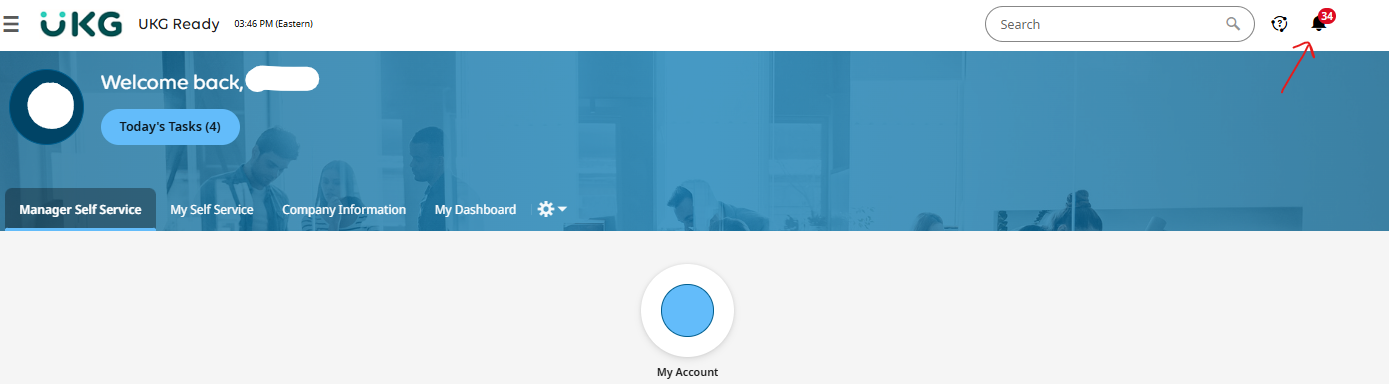 UKG UKG Ready 03:46 PM (Eastern) Search ? 34
Welcome back,
Today's Tasks (4)
Manager Self Service My Self Service Company Information My Dashboard
My Account